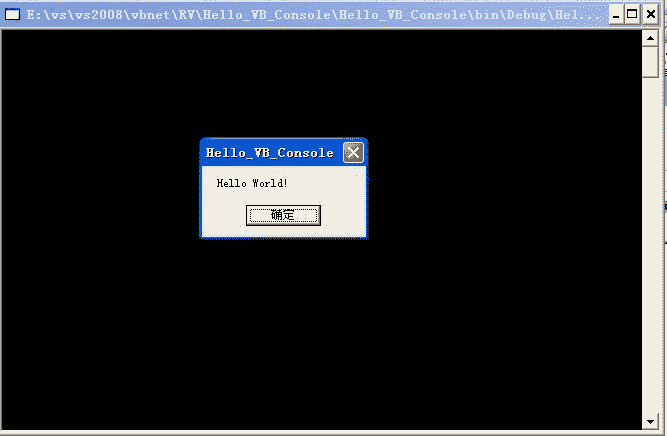 E:\vs\vs2008\vbnet\RV\Hello_VB_Console\Hello_VB_Console\bin\Debug\Hel...
Hello_VB_Console
Hello World!
确定